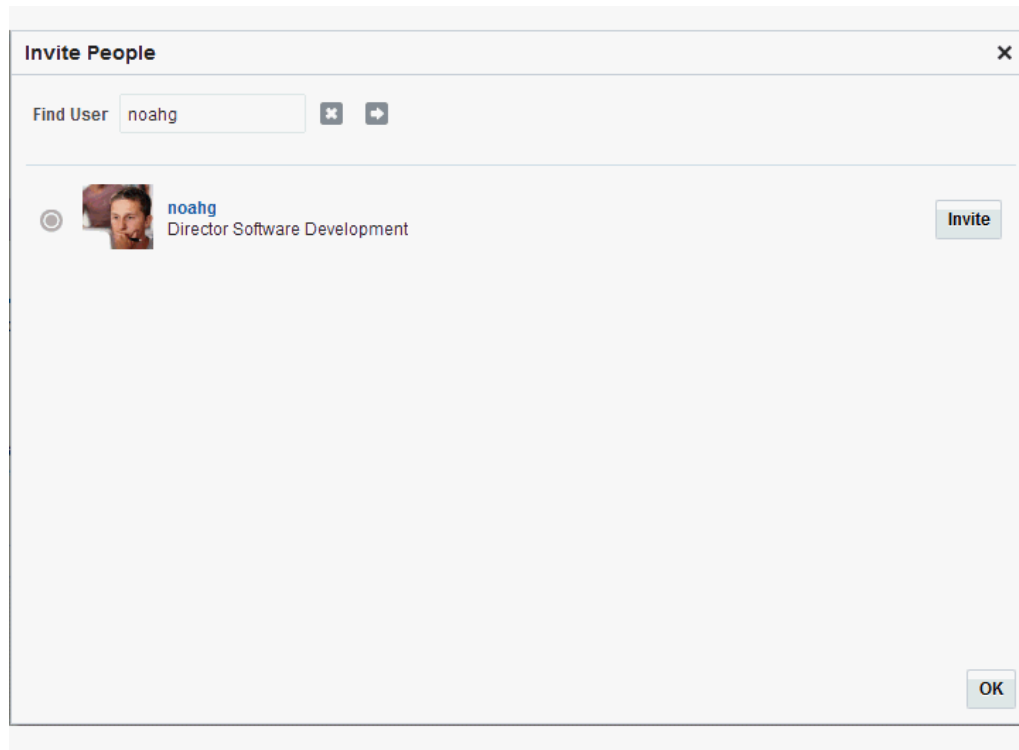 Invite People
Find User noahg
noahg
Director Software Development
Invite
OK